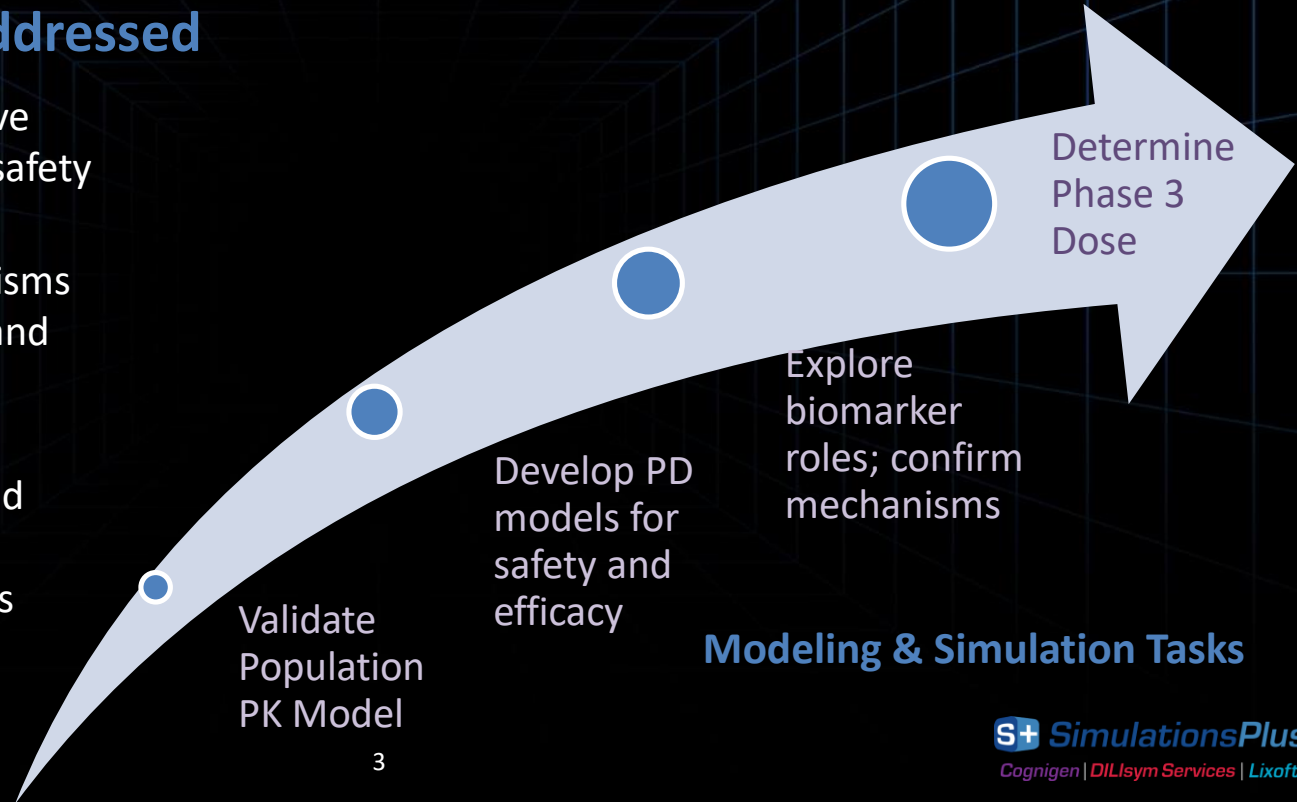 ddressed
ve
safety
isms
and
d
s
Validate
Population
PK Model
Develop PD
models for
safety and
efficacy
Explore
biomarker
roles; confirm
mechanisms
Determine
Phase 3
Dose
Modeling & Simulation Tasks
3
S+ SimulationsPlus
Cognigen | DILIsym Services | Lixoft